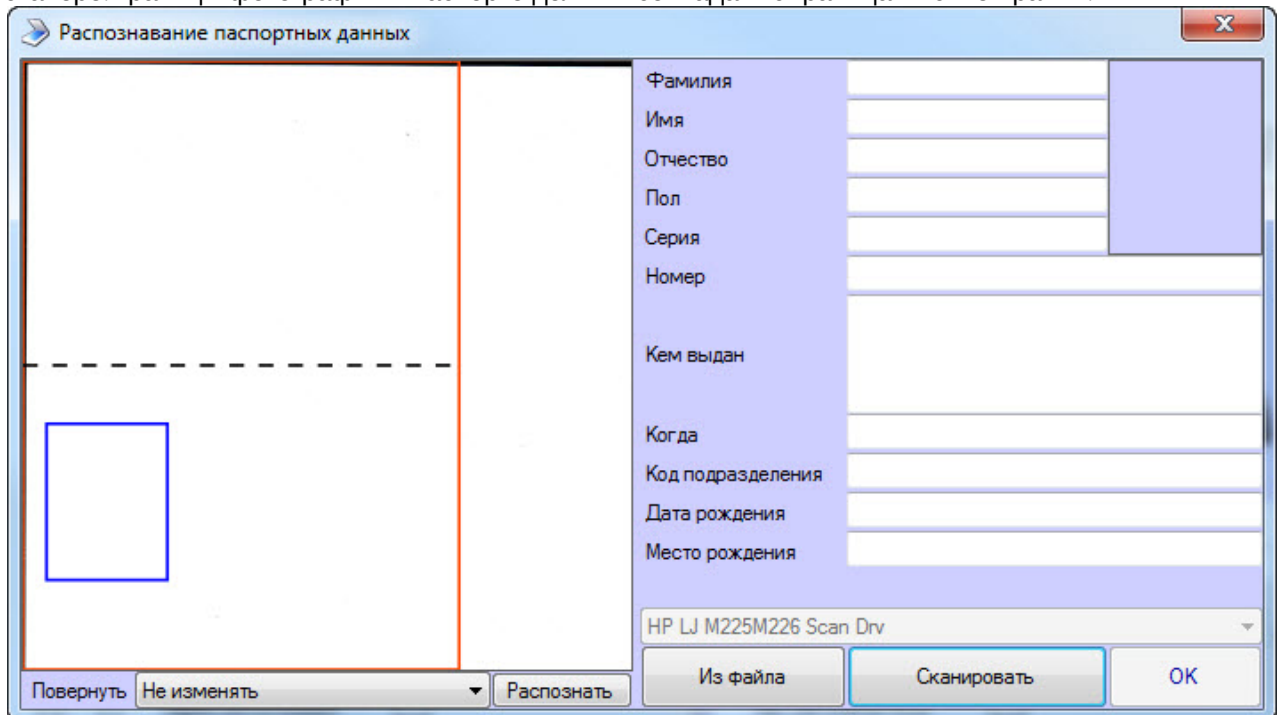 Распознавание паспортных данных
Фамилия
Имя
Отчество
Пол
Серия
Номер
Кем выдан
Когда
Код подразделения
Дата рождения
Место рождения
HP LJ M225M226 Scan Drv
Из файла
Сканировать
OK
Повернуть
Не изменять
Распознать